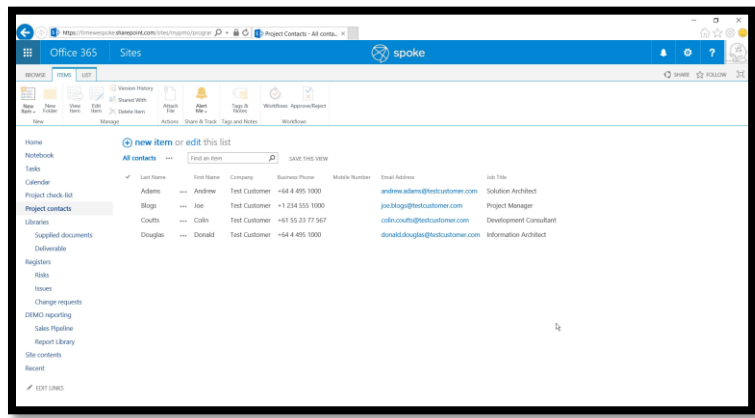 https://timewespoke.sharepoint.com/sites/mypmo/program
Project Contacts - All conta...
Office 365 Sites spoke ?
BROWSE ITEMS LIST SHARE FOLLOW
New Item New Folder View Item Edit Item Version History Shared With Delete Item Attach File Alert Me Tags & Notes Workflows Approve/Reject
New Manage Actions Share & Track Tags and Notes Workflows
Home
Notebook
Tasks
Calendar
Project check-list
Project contacts
Libraries
Supplied documents
Deliverable
Registers
Risks
Issues
Change requests
DEMO reporting
Sales Pipeline
Report Library
Site contents
Recent
EDIT LINKS
new item or edit this list
All contacts ... Find an item SAVE THIS VIEW
Last Name First Name Company Business Phone Mobile Number Email Address Job Title
Adams ... Andrew Test Customer +64 4 495 1000 andrew.adams@testcustomer.com Solution Architect
Blogs ... Joe Test Customer +1 234 555 1000 joe.blogs@testcustomer.com Project Manager
Coutts ... Colin Test Customer +61 55 23 77 567 colin.coutts@testcustomer.com Development Consultant
Douglas ... Donald Test Customer +64 4 495 1000 donald.douglas@testcustomer.com Information Architect